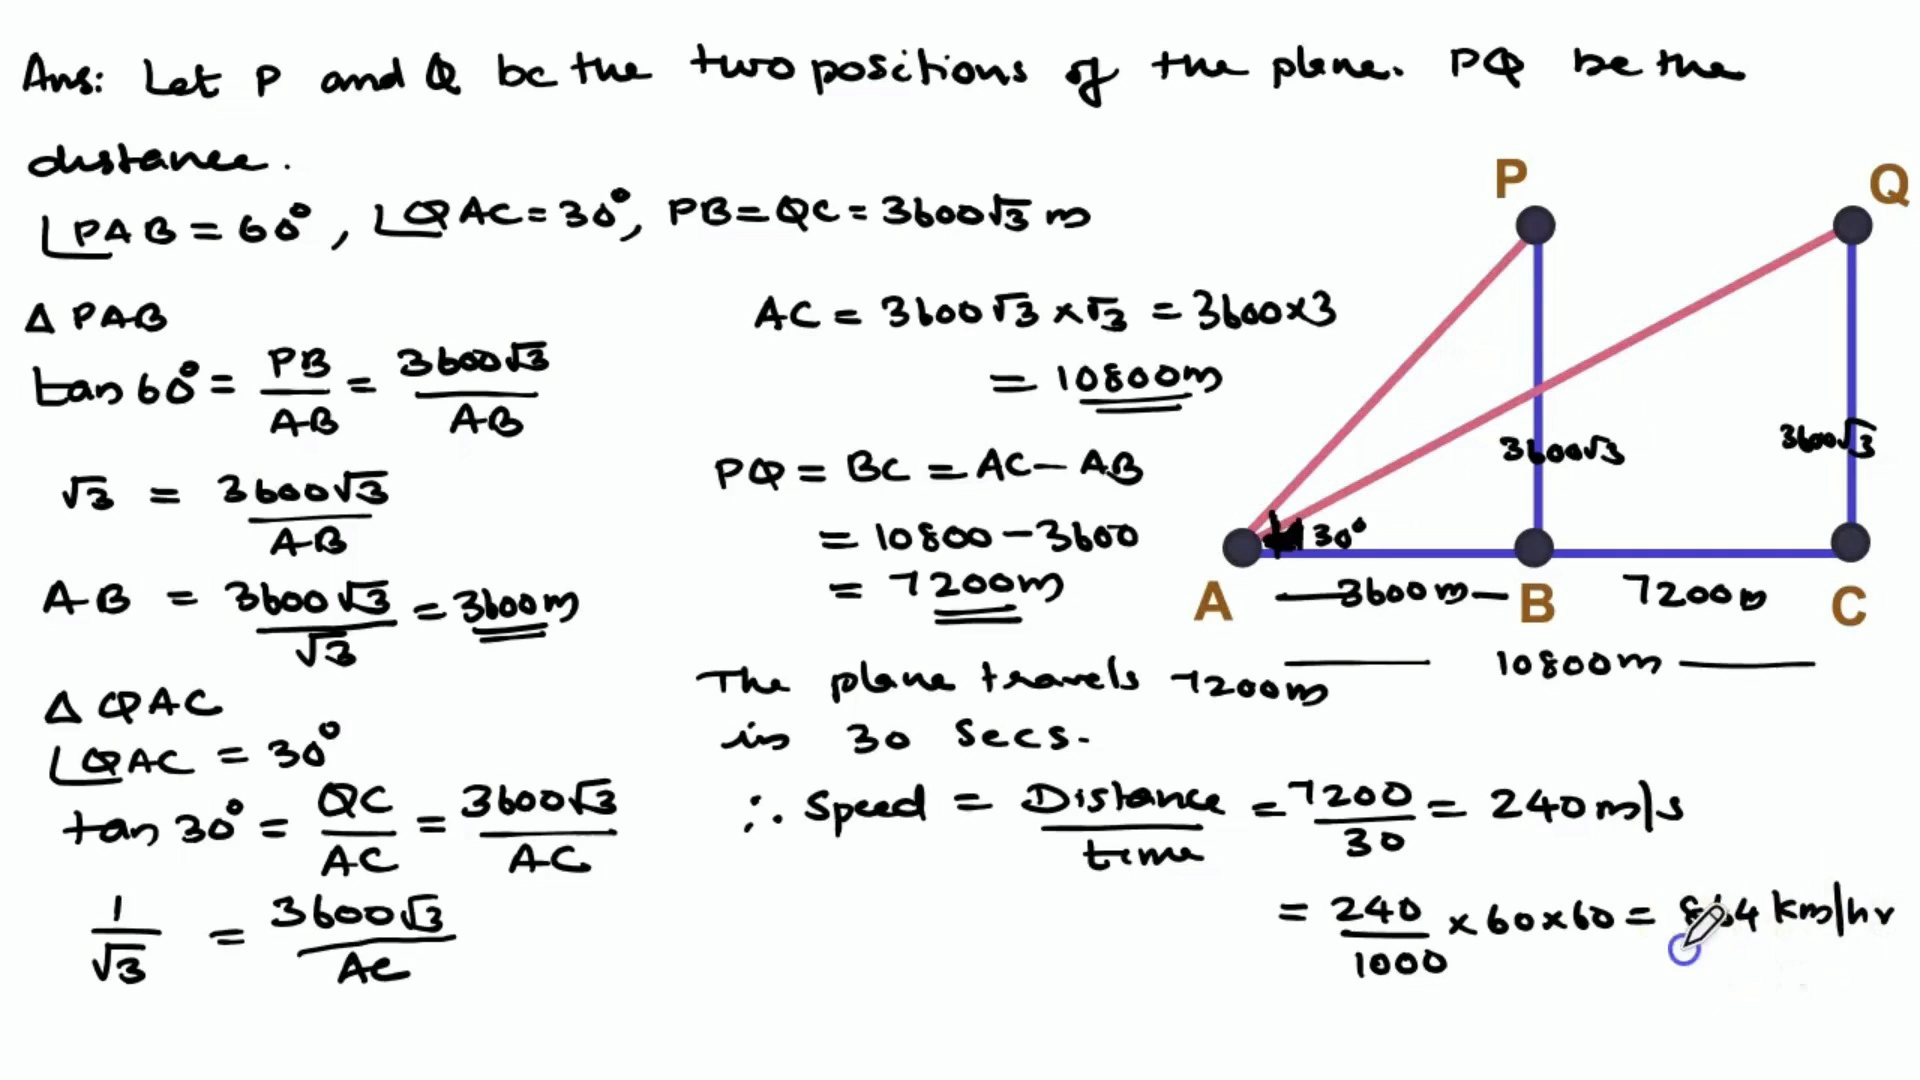 Ans: Let P and Q be the two positions of the plane. PQ be the
distance.
∠PAB = 60°, ∠QAC = 30°, PB = QC = 3600√3 m
Δ PAB
tan 60° = PB/AB = 3600√3/AB
√3 = 3600√3/AB
AB = 3600√3/√3 = 3600m
Δ QAC
∠QAC = 30°
tan 30° = QC/AC = 3600√3/AC
1/√3 = 3600√3/AC
AC = 3600√3 × √3 = 3600×3
= 10800m
PQ = BC = AC - AB
= 10800 - 3600
= 7200m
The plane travels 7200m
in 30 Secs.
∴ Speed = Distance/time = 7200/30 = 240 m/s
= 240/1000 × 60 × 60 = 4 km/hr
P
Q
3600√3
3600√3
30°
A
3600m
B
7200m
C
10800m